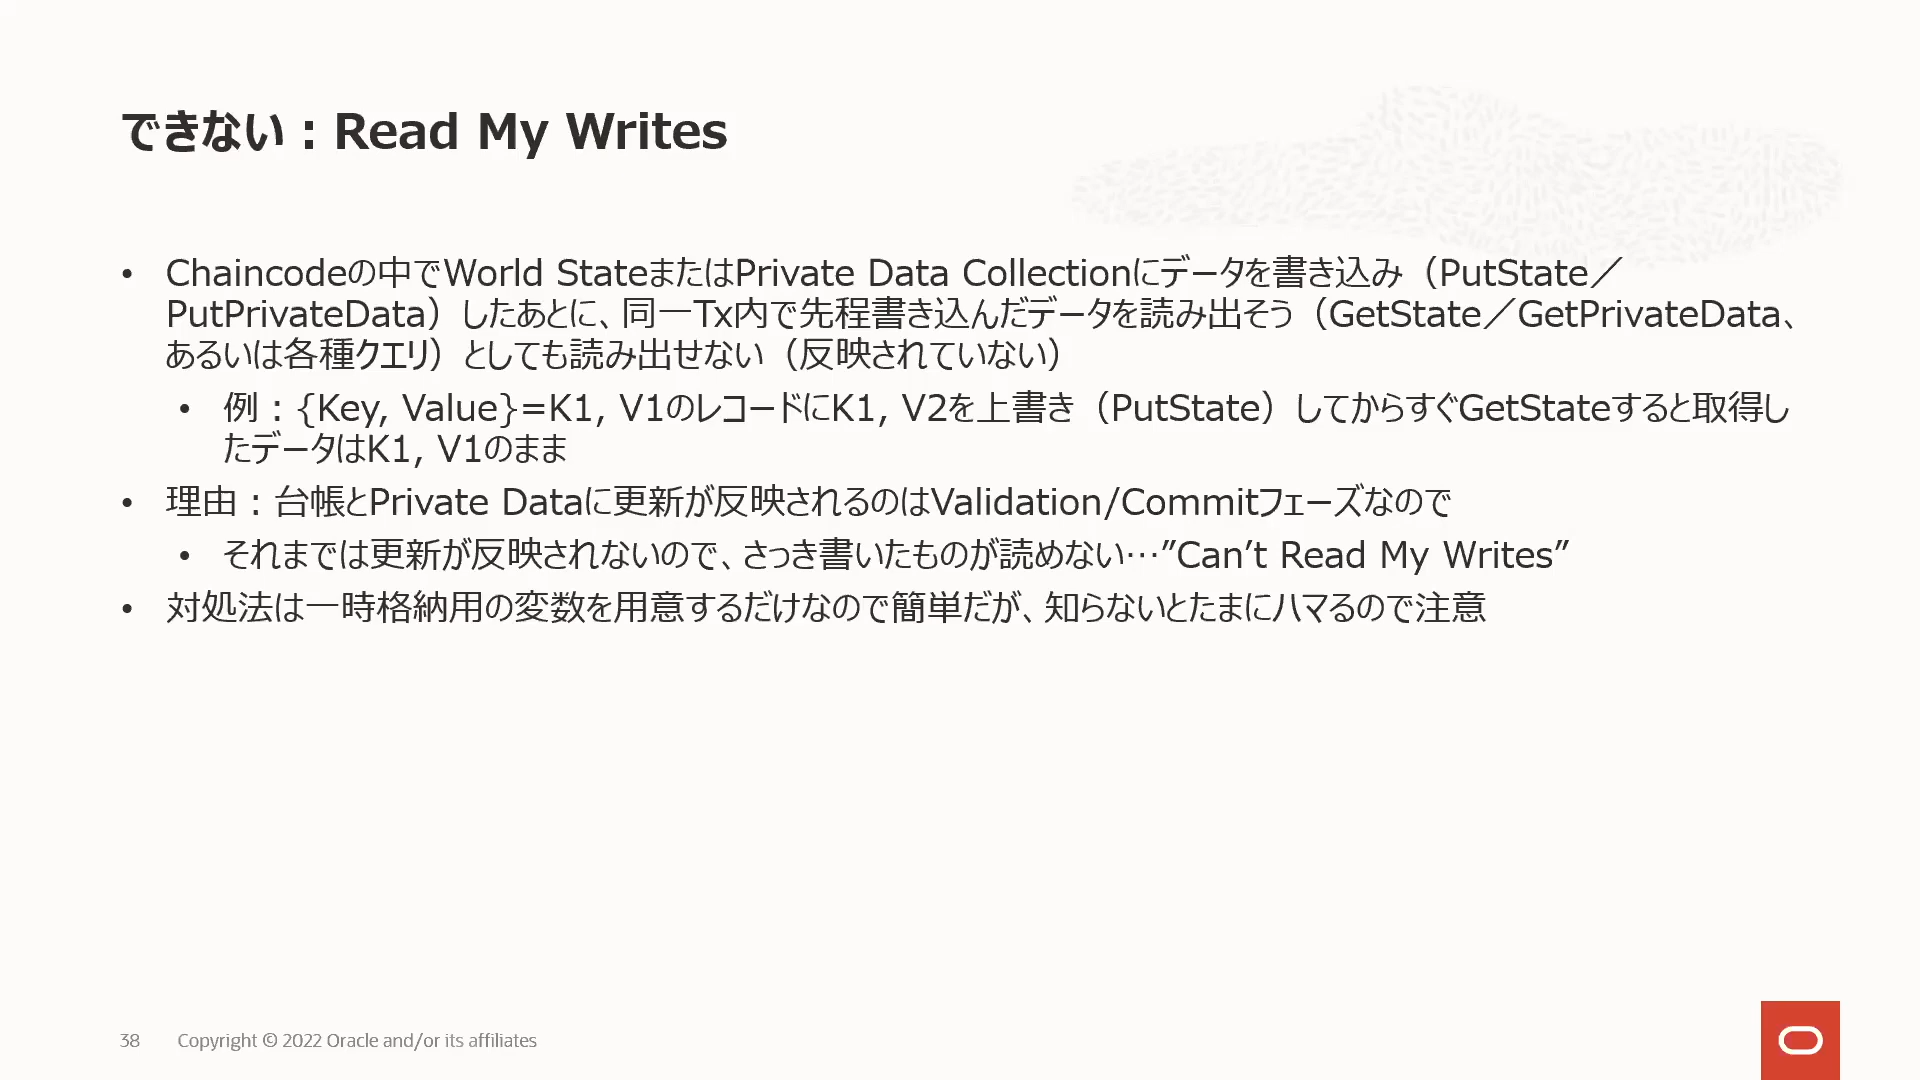 できない：Read My Writes
• Chaincodeの中でWorld StateまたはPrivate Data Collectionにデータを書き込み（PutState／
PutPrivateData）したあとに、同一Tx内で先程書き込んだデータを読み出そう（GetState／GetPrivateData、
あるいは各種クエリ）としても読み出せない（反映されていない）
• 例：{Key, Value}=K1, V1のレコードにK1, V2を上書き（PutState）してからすぐGetStateすると取得し
たデータはK1, V1のまま
• 理由：台帳とPrivate Dataに更新が反映されるのはValidation/Commitフェーズなので
• それまでは更新が反映されないので、さっき書いたものが読めない…”Can’t Read My Writes”
• 対処法は一時格納用の変数を用意するだけなので簡単だが、知らないとたまにハマるので注意
38 Copyright © 2022 Oracle and/or its affiliates